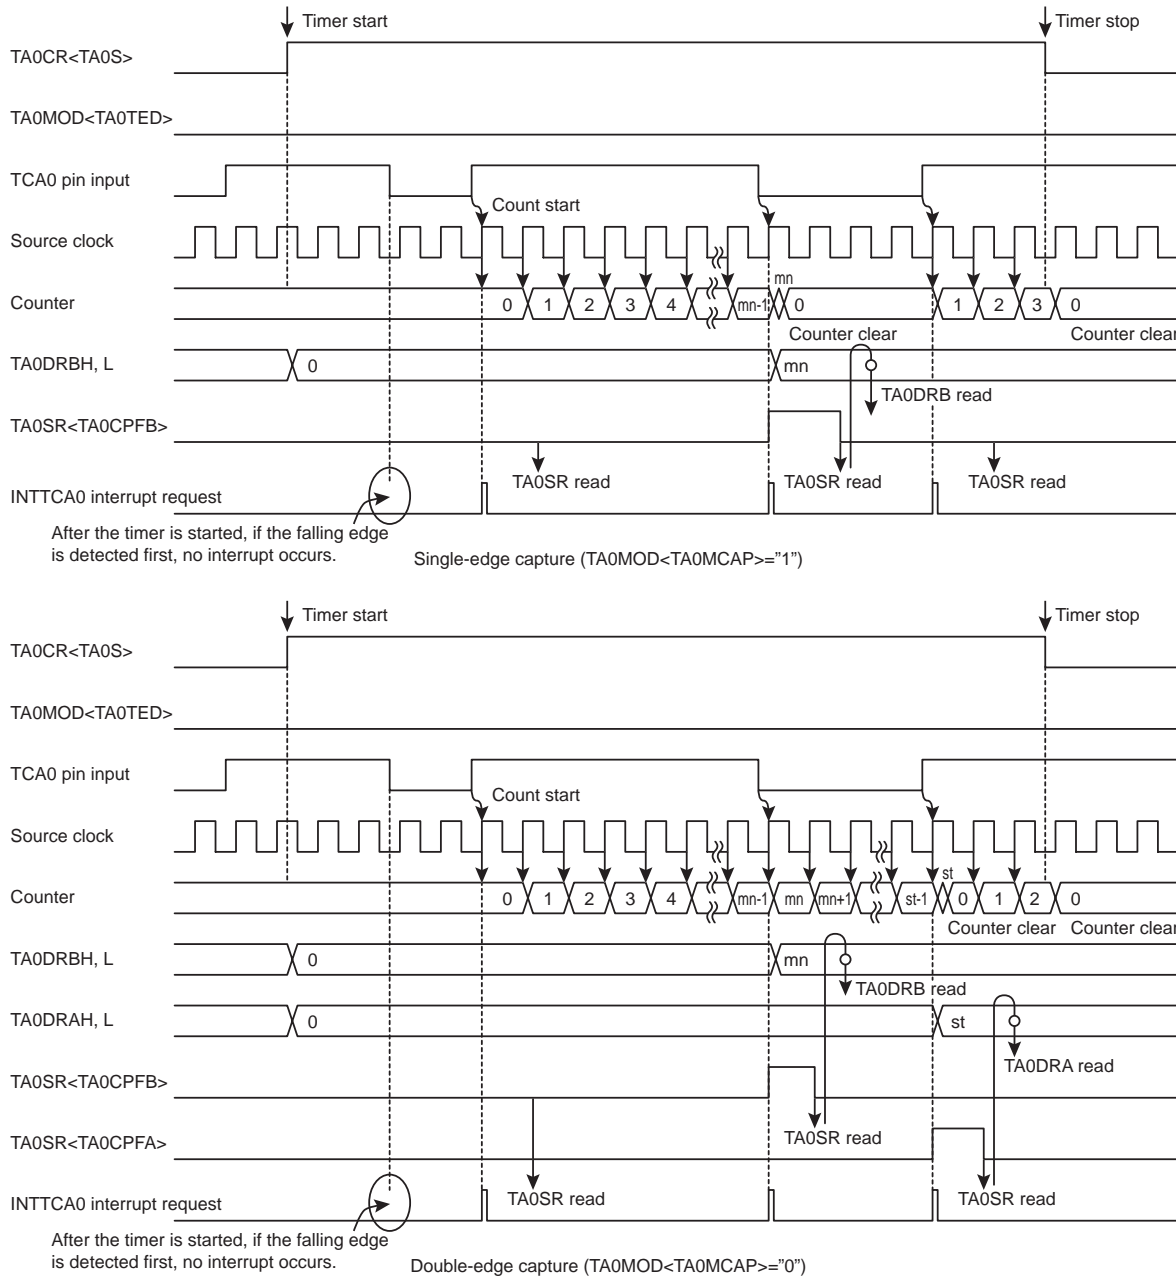 Timer start Timer stop
TA0CR<TA0S>
TA0MOD<TA0TED>
TCA0 pin input
Count start
Source clock
mn
Counter 0 1 2 3 4 mn-1 0 1 2 3 0
Counter clear Counter clear
TA0DRBH, L 0 mn
TA0DRB read
TA0SR<TA0CPFB>
TA0SR read TA0SR read TA0SR read
INTTCA0 interrupt request
After the timer is started, if the falling edge
is detected first, no interrupt occurs.
Single-edge capture (TA0MOD<TA0MCAP>="1")
Timer start Timer stop
TA0CR<TA0S>
TA0MOD<TA0TED>
TCA0 pin input
Count start
Source clock
st
Counter 0 1 2 3 4 mn-1 mn mn+1 st-1 0 1 2 0
Counter clear Counter clear
TA0DRBH, L 0 mn
TA0DRB read
TA0DRAH, L 0 st
TA0DRA read
TA0SR<TA0CPFB>
TA0SR read
TA0SR<TA0CPFA>
TA0SR read TA0SR read
INTTCA0 interrupt request
After the timer is started, if the falling edge
is detected first, no interrupt occurs.
Double-edge capture (TA0MOD<TA0MCAP>="0")